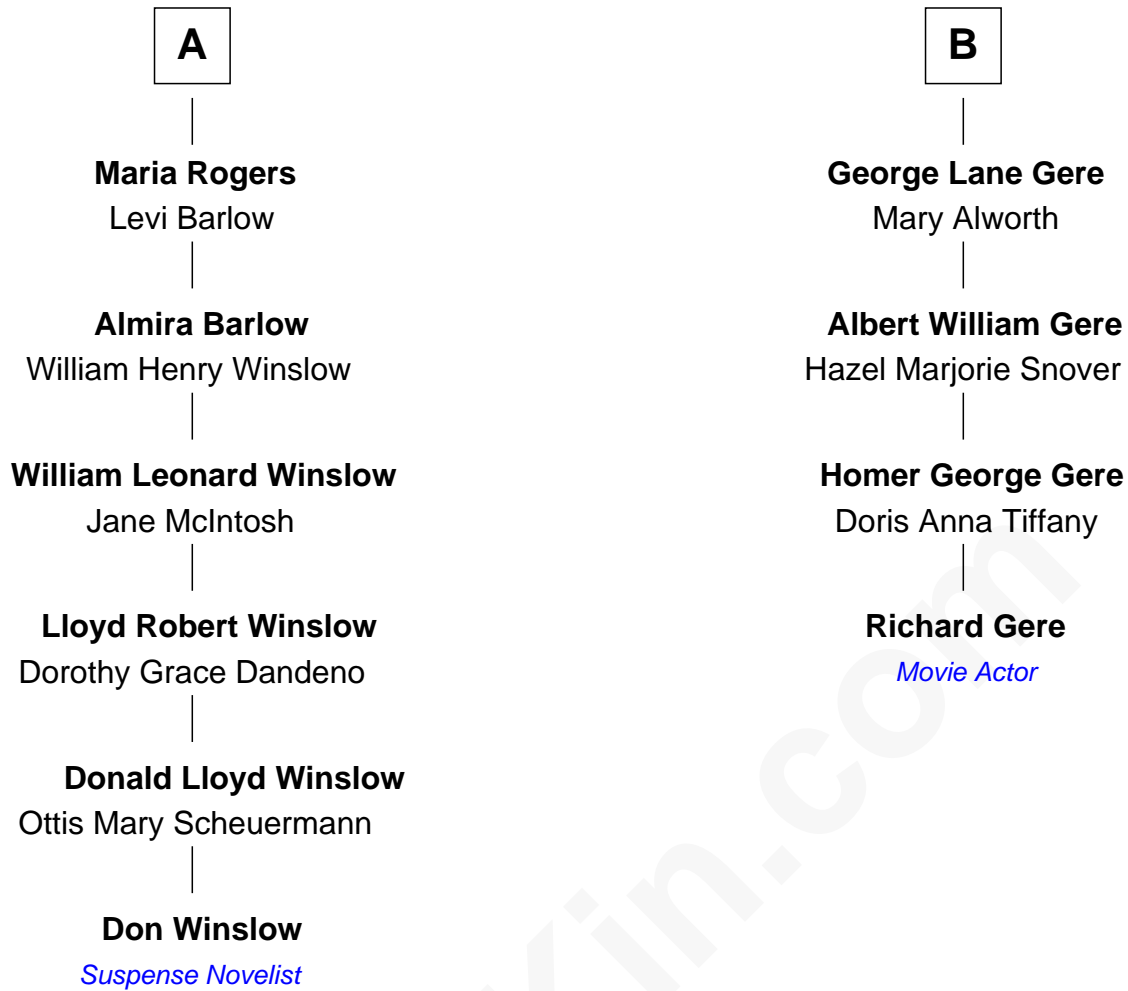 A
Maria Rogers
Levi Barlow
Almira Barlow
William Henry Winslow
William Leonard Winslow
Jane McIntosh
Lloyd Robert Winslow
Dorothy Grace Dandeno
Donald Lloyd Winslow
Ottis Mary Scheuermann
Don Winslow
Suspense Novelist
B
George Lane Gere
Mary Alworth
Albert William Gere
Hazel Marjorie Snover
Homer George Gere
Doris Anna Tiffany
Richard Gere
Movie Actor
Kin.com